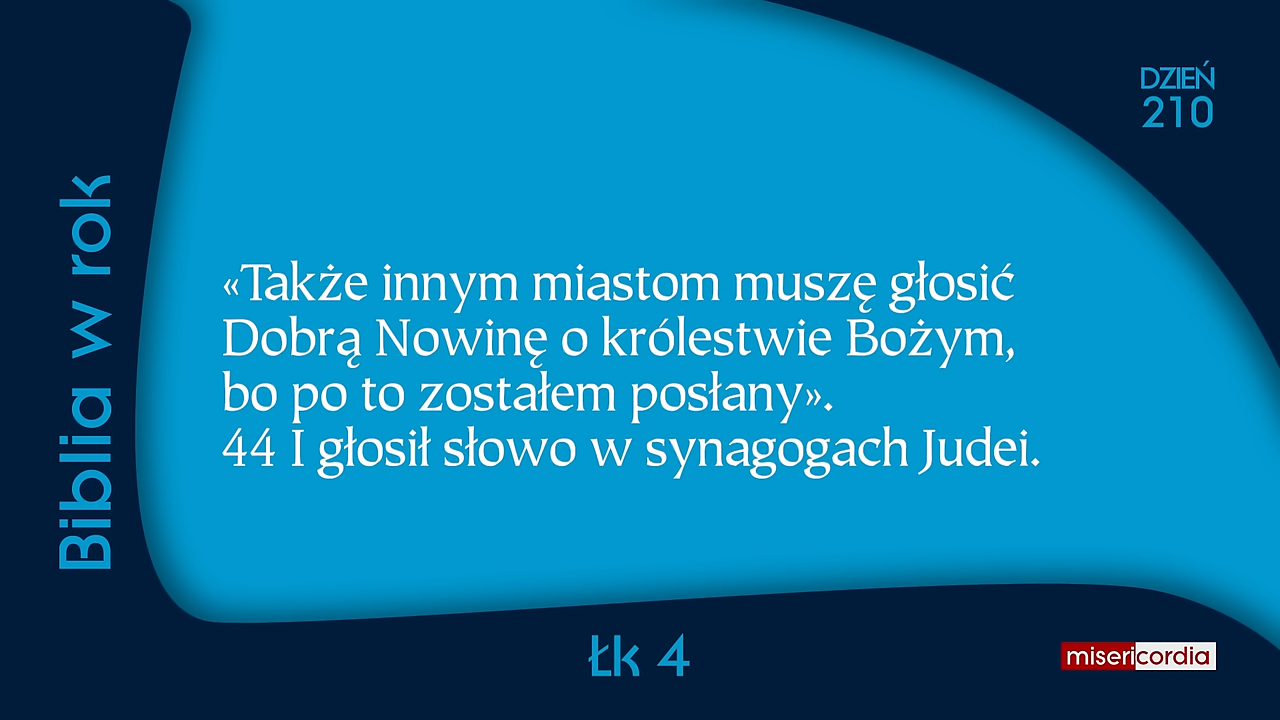 DZIEŃ
210
Biblia w rok
«Także innym miastom muszę głosić
Dobrą Nowinę o królestwie Bożym,
bo po to zostałem posłany».
44 I głosił słowo w synagogach Judei.
Łk 4
misericordia